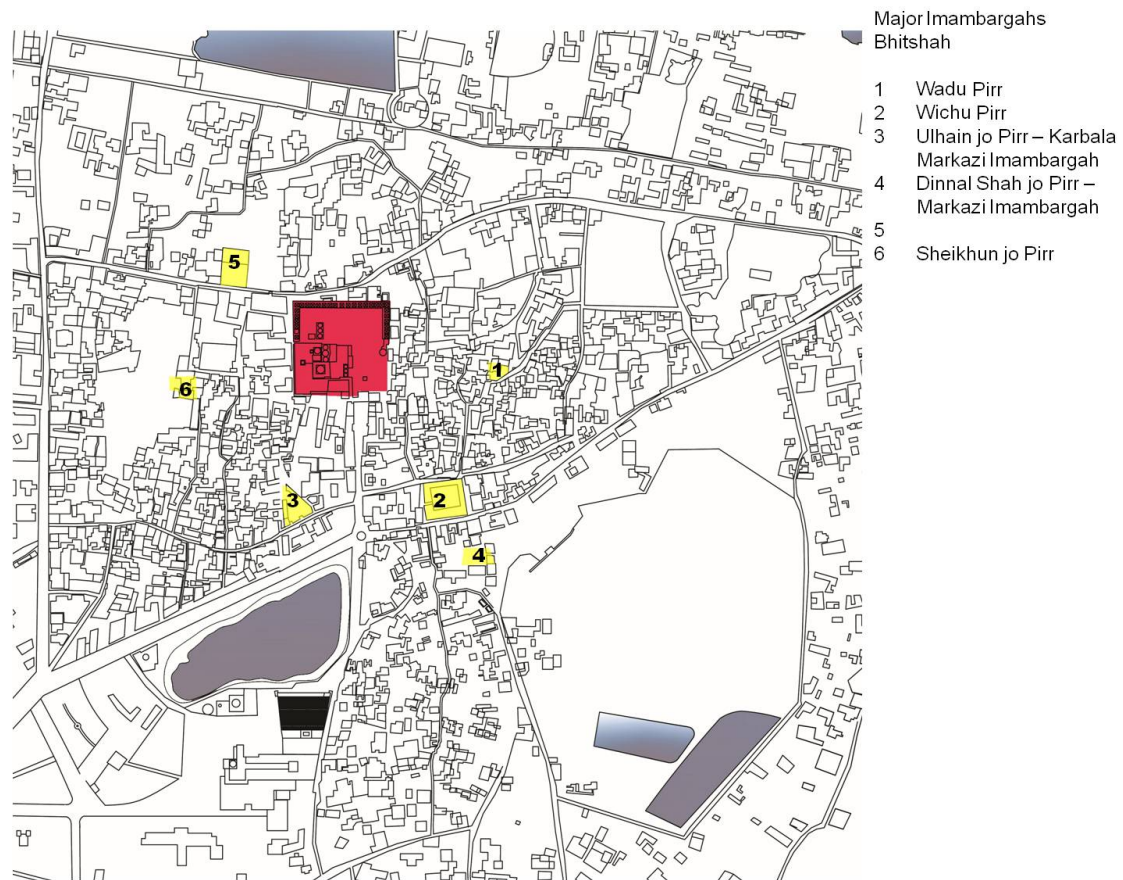 Major Imambargahs
Bhitshah
1 Wadu Pirr
2 Wichu Pirr
3 Ulhain jo Pirr – Karbala
Markazi Imambargah
4 Dinnal Shah jo Pirr –
Markazi Imambargah
5
6 Sheikhun jo Pirr
5
1
6
3
2
4